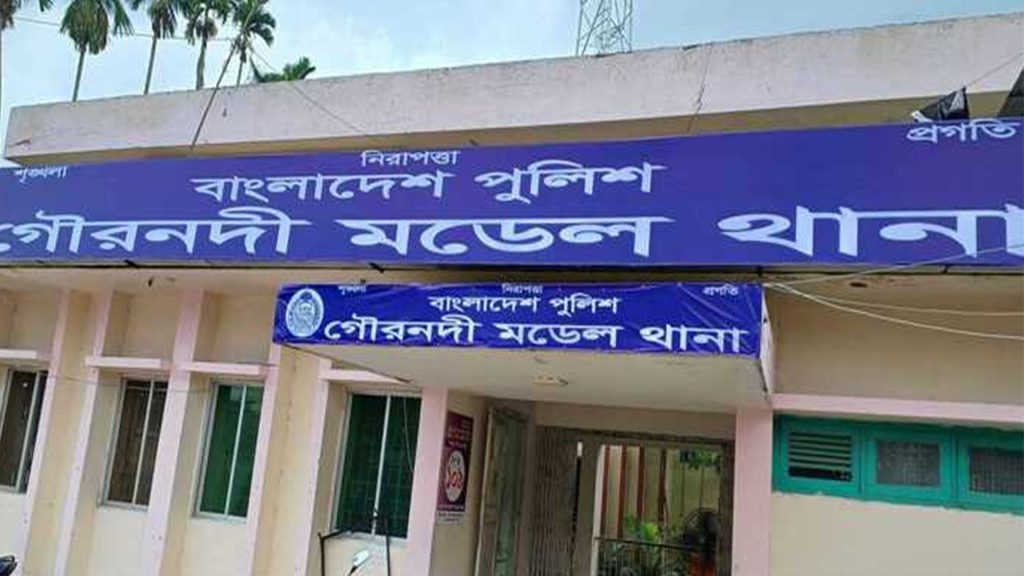 শৃঙ্খলা নিরাপত্তা প্রগতি
বাংলাদেশ পুলিশ
গৌরনদী মডেল থানা
শৃঙ্খলা নিরাপত্তা প্রগতি
বাংলাদেশ পুলিশ
গৌরনদী মডেল থানা